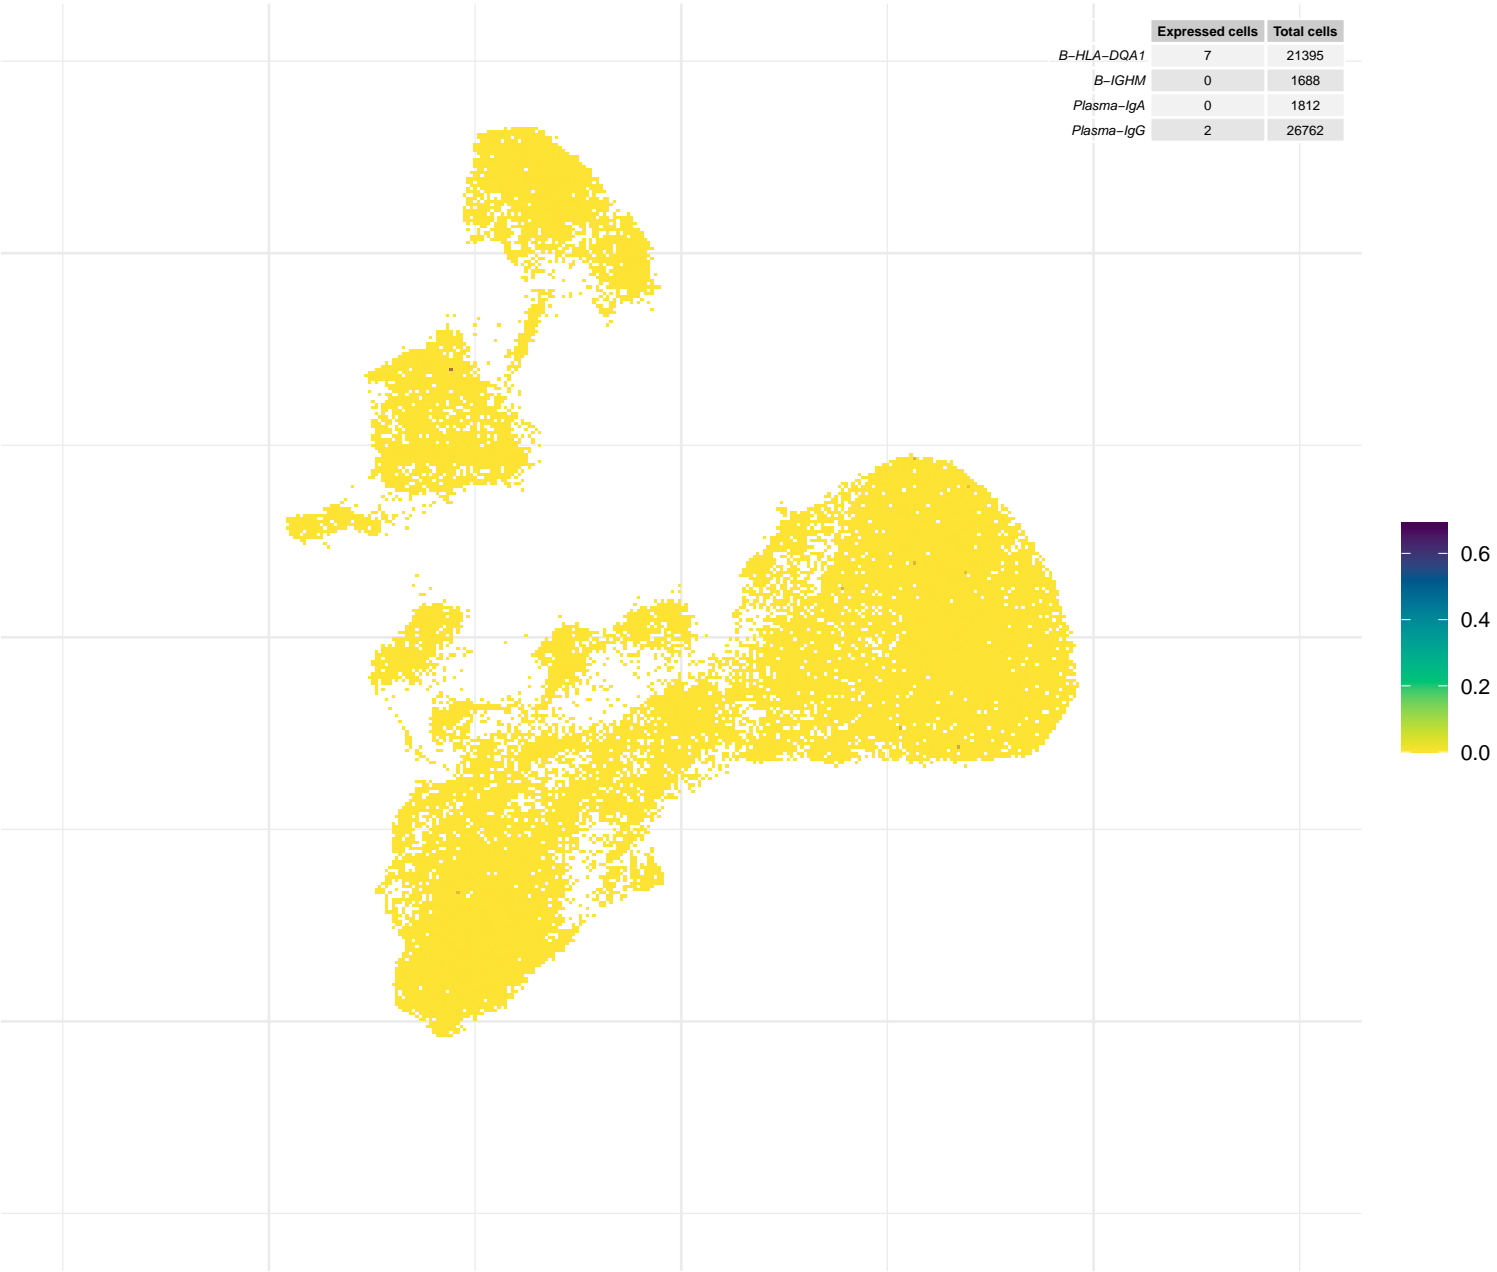 Expressed cells Total cells
B−HLA−DQA1 7 21395
B−IGHM 0 1688
Plasma−IgA 0 1812
Plasma−IgG 2 26762
0.6
0.4
0.2
0.0